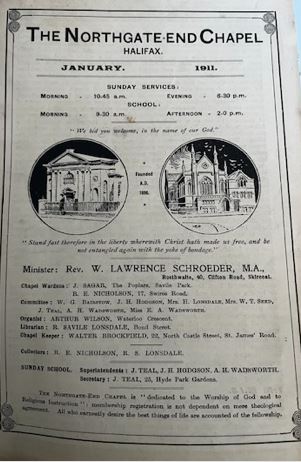 THE NORTHGATE-END CHAPEL
HALIFAX.
JANUARY. 1911.
SUNDAY SERVICES:
MORNING - 10-45 a.m. EVENING - 6-30 p.m.
SCHOOL:
MORNING - 9-30 a.m. AFTERNOON - 2-0 p.m.
"We bid you welcome, in the name of our God."
Founded
A.D.
1696.
"Stand fast therefore in the liberty wherewith Christ hath made us free, and be
not entangled again with the yoke of bondage."
Minister: Rev. W. LAWRENCE SCHROEDER, M.A.,
40, Clifton Road, Skircoat.
Chapel Wardens: J. SAGAR, The Poplars, Savile Park.
R. E. NICHOLSON, 17, Swires Road.
Committee: W. G. BAIRSTOW, J. H. HODGSON, MRS. H. LONSDALE, MRS. W. T. SEED,
J. TEAL, A. H. WADSWORTH, MISS E. A. WADSWORTH.
Organist: ARTHUR WILSON, Waterloo Crescent.
Librarian: R. SAVILE LONSDALE, Bond Street.
Chapel Keeper: WALTER BROCKFIELD, 22, North Castle Street, St. James' Road.
Collectors: R. E. NICHOLSON, R. S. LONSDALE.
SUNDAY SCHOOL. Superintendents: J. TEAL, J. H. HODGSON, A. H. WADSWORTH.
Secretary: J. TEAL, 25, Hyde Park Gardens.
THE NORTHGATE-END CHAPEL is "dedicated to the Worship of God and to
Religious Instruction"; membership registration is not dependent on mere theological
agreement. All who earnestly desire the best things of life are accounted of the fellowship.